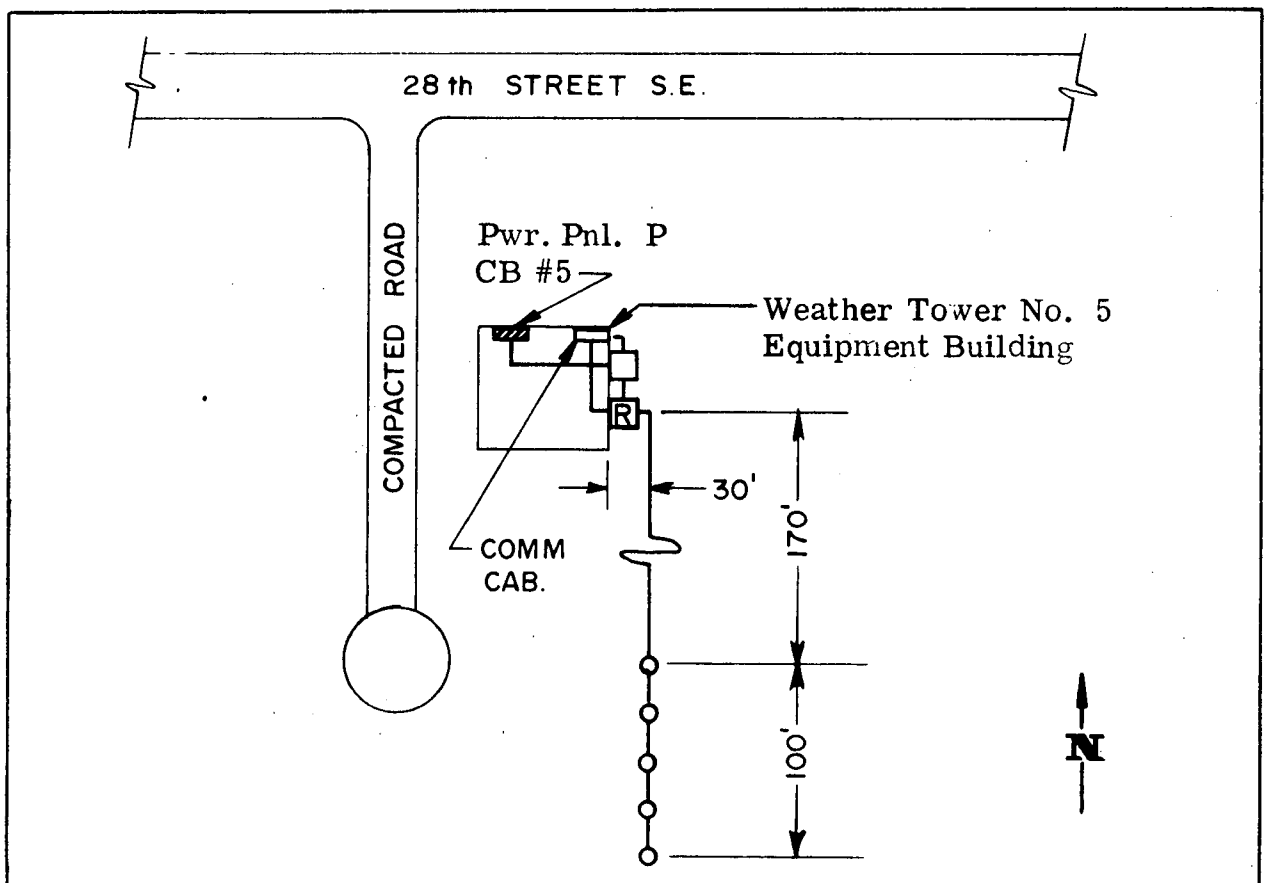 28th STREET S.E.
COMPACTED ROAD
Pwr. Pnl. P
CB #5
Weather Tower No. 5
Equipment Building
R
30'
170'
COMM
CAB.
100'
N